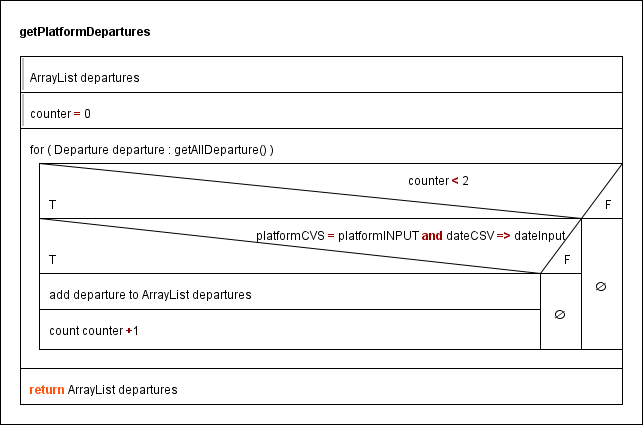 getPlatformDepartures
ArrayList departures
counter = 0
for ( Departure departure : getAllDeparture() )
counter < 2
T
F
platformCVS = platformINPUT and dateCSV => dateInput
T
F
∅
add departure to ArrayList departures
∅
count counter +1
return ArrayList departures